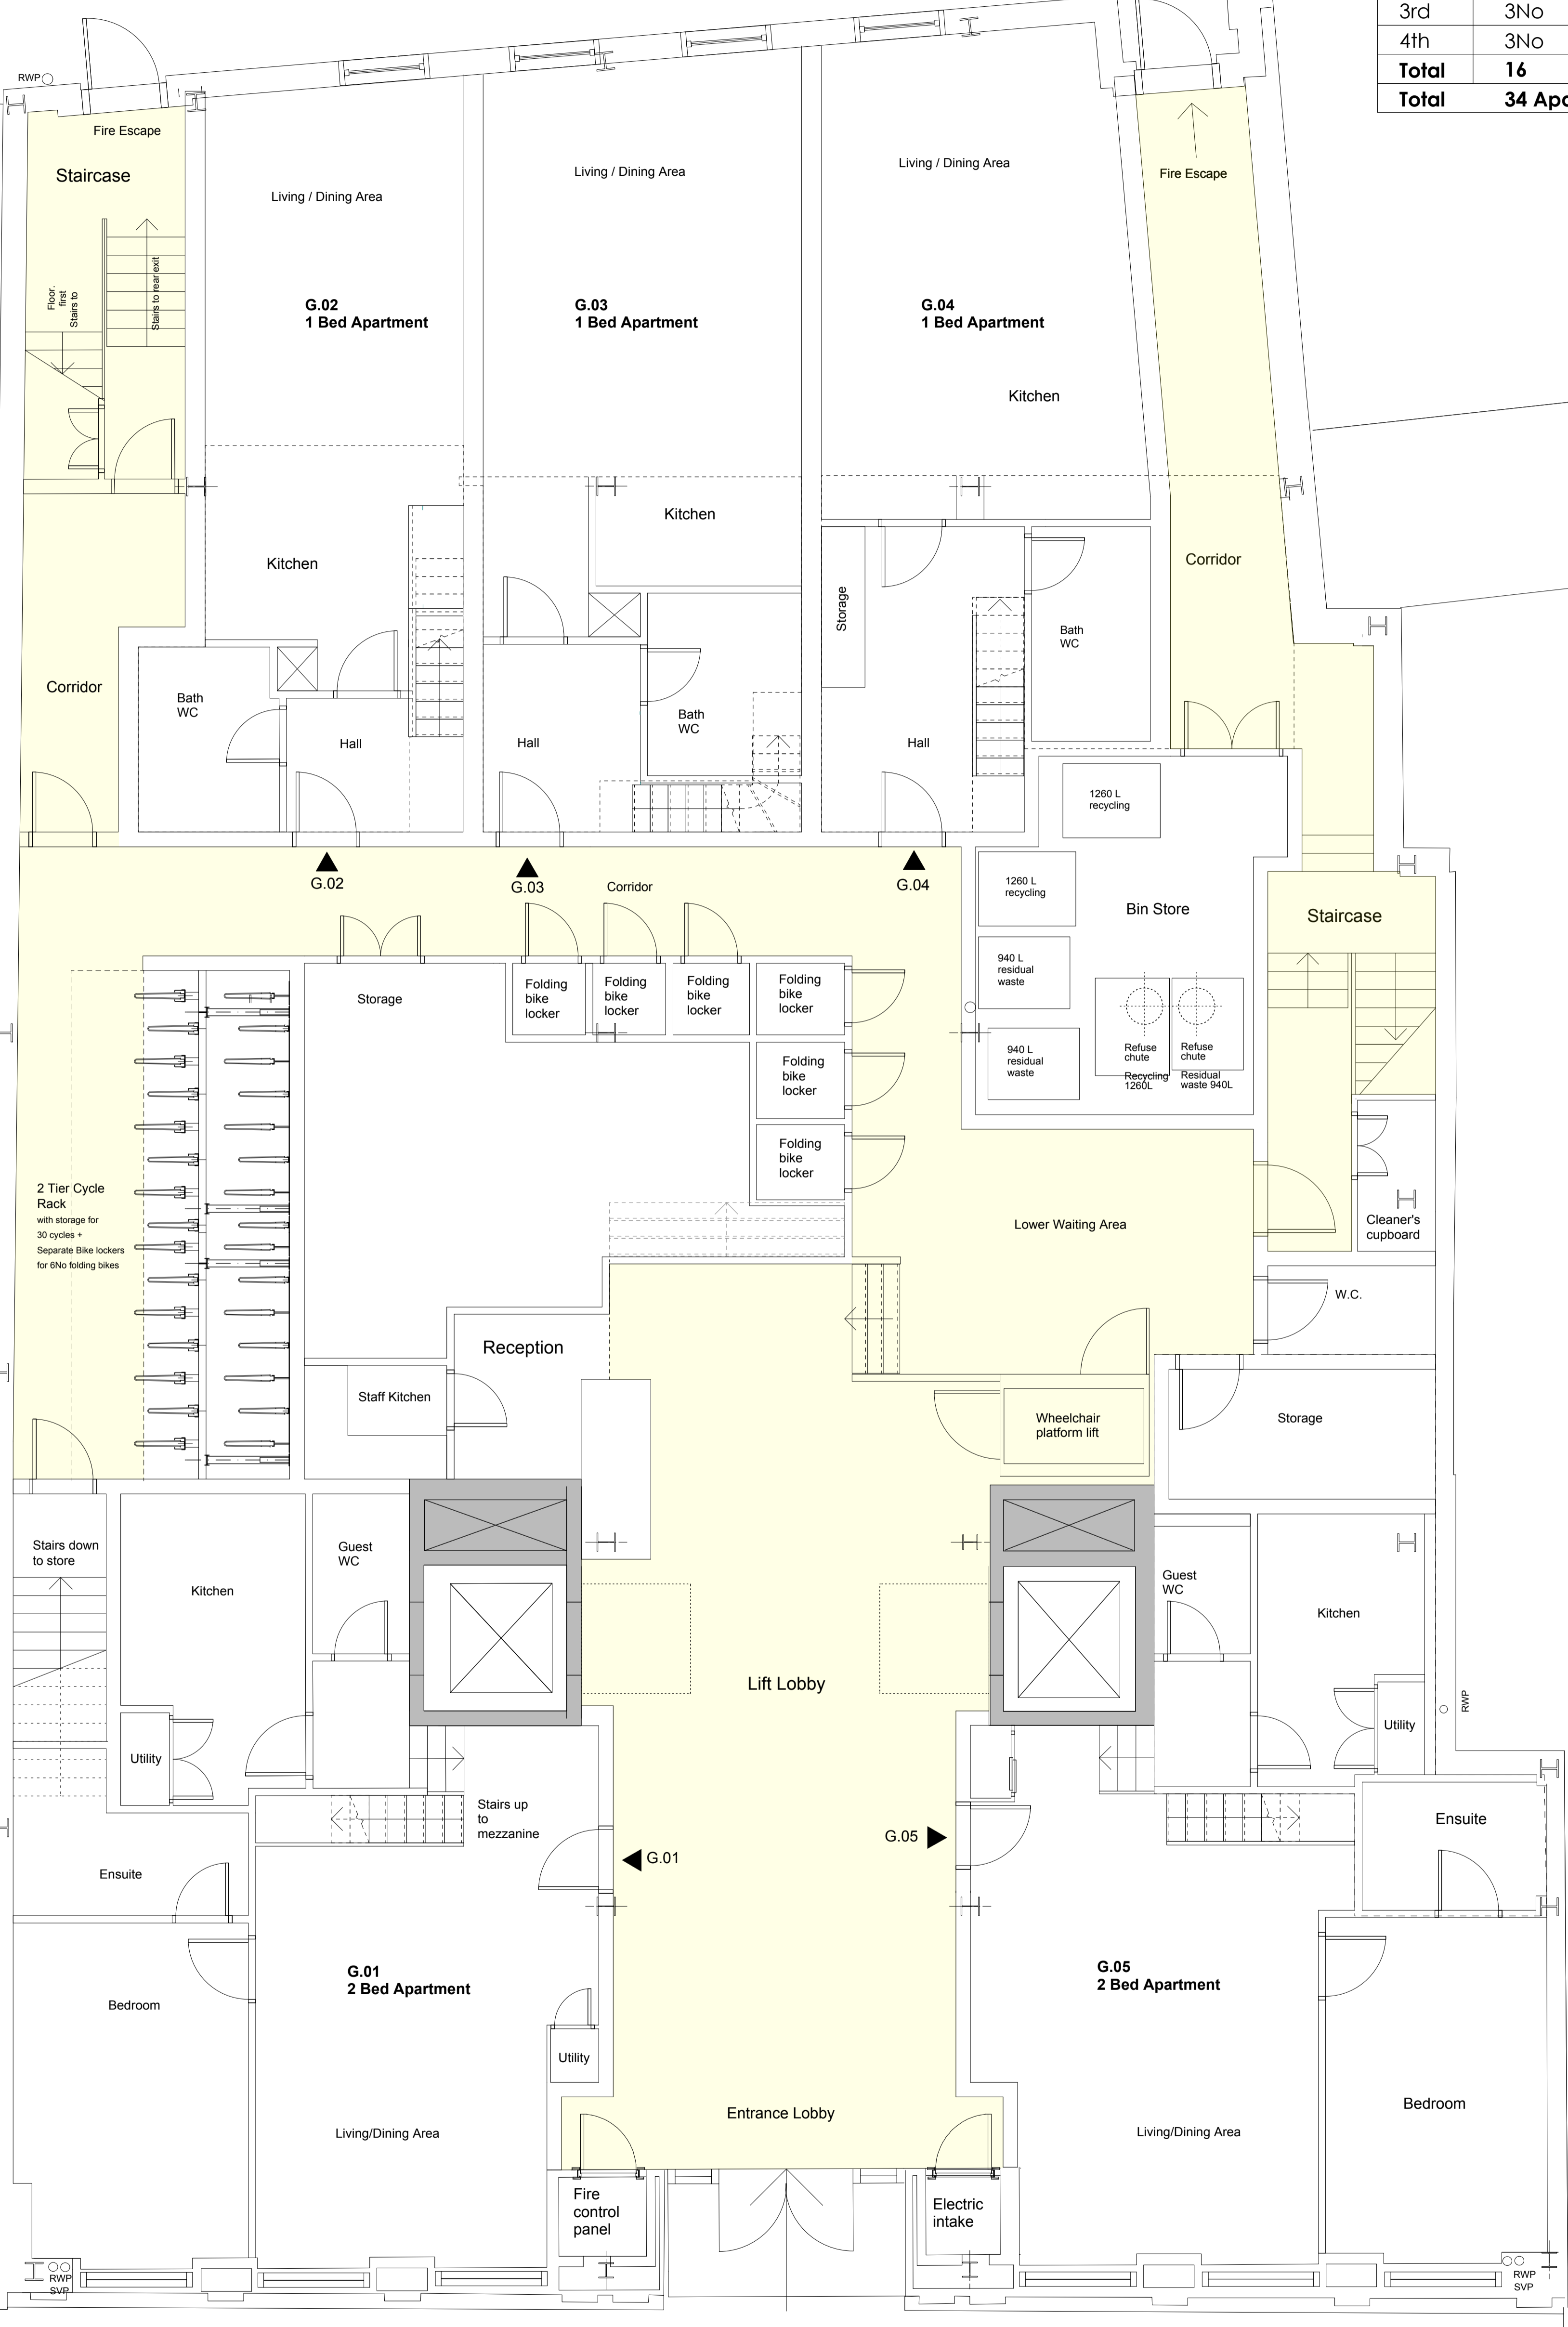 3rd 3No
4th 3No
Total 16
Total 34 Apa
RWP
Fire Escape
Staircase
Living / Dining Area
Living / Dining Area
Living / Dining Area
Fire Escape
Floor.
first
Stairs to
Stairs to rear exit
G.02
1 Bed Apartment
G.03
1 Bed Apartment
G.04
1 Bed Apartment
Kitchen
Kitchen
Kitchen
Corridor
Storage
Bath
WC
Corridor
Bath
WC
Hall
Hall
Bath
WC
Hall
1260 L
recycling
G.02
G.03
Corridor
G.04
1260 L
recycling
Bin Store
Staircase
940 L
residual
waste
Storage
Folding
bike
locker
Folding
bike
locker
Folding
bike
locker
Folding
bike
locker
Folding
bike
locker
Folding
bike
locker
940 L
residual
waste
Refuse
chute
Recycling
1260L
Refuse
chute
Residual
waste 940L
2 Tier Cycle
Rack
with storage for
30 cycles +
Separate Bike lockers
for 6No folding bikes
Lower Waiting Area
Cleaner's
cupboard
W.C.
Reception
Staff Kitchen
Wheelchair
platform lift
Storage
Stairs down
to store
Kitchen
Guest
WC
Guest
WC
Kitchen
Lift Lobby
RWP
Utility
Utility
Stairs up
to
mezzanine
G.01
G.05
Ensuite
Ensuite
G.01
2 Bed Apartment
G.05
2 Bed Apartment
Bedroom
Utility
Bedroom
Living/Dining Area
Entrance Lobby
Living/Dining Area
Fire
control
panel
Electric
intake
RWP
SVP
RWP
SVP